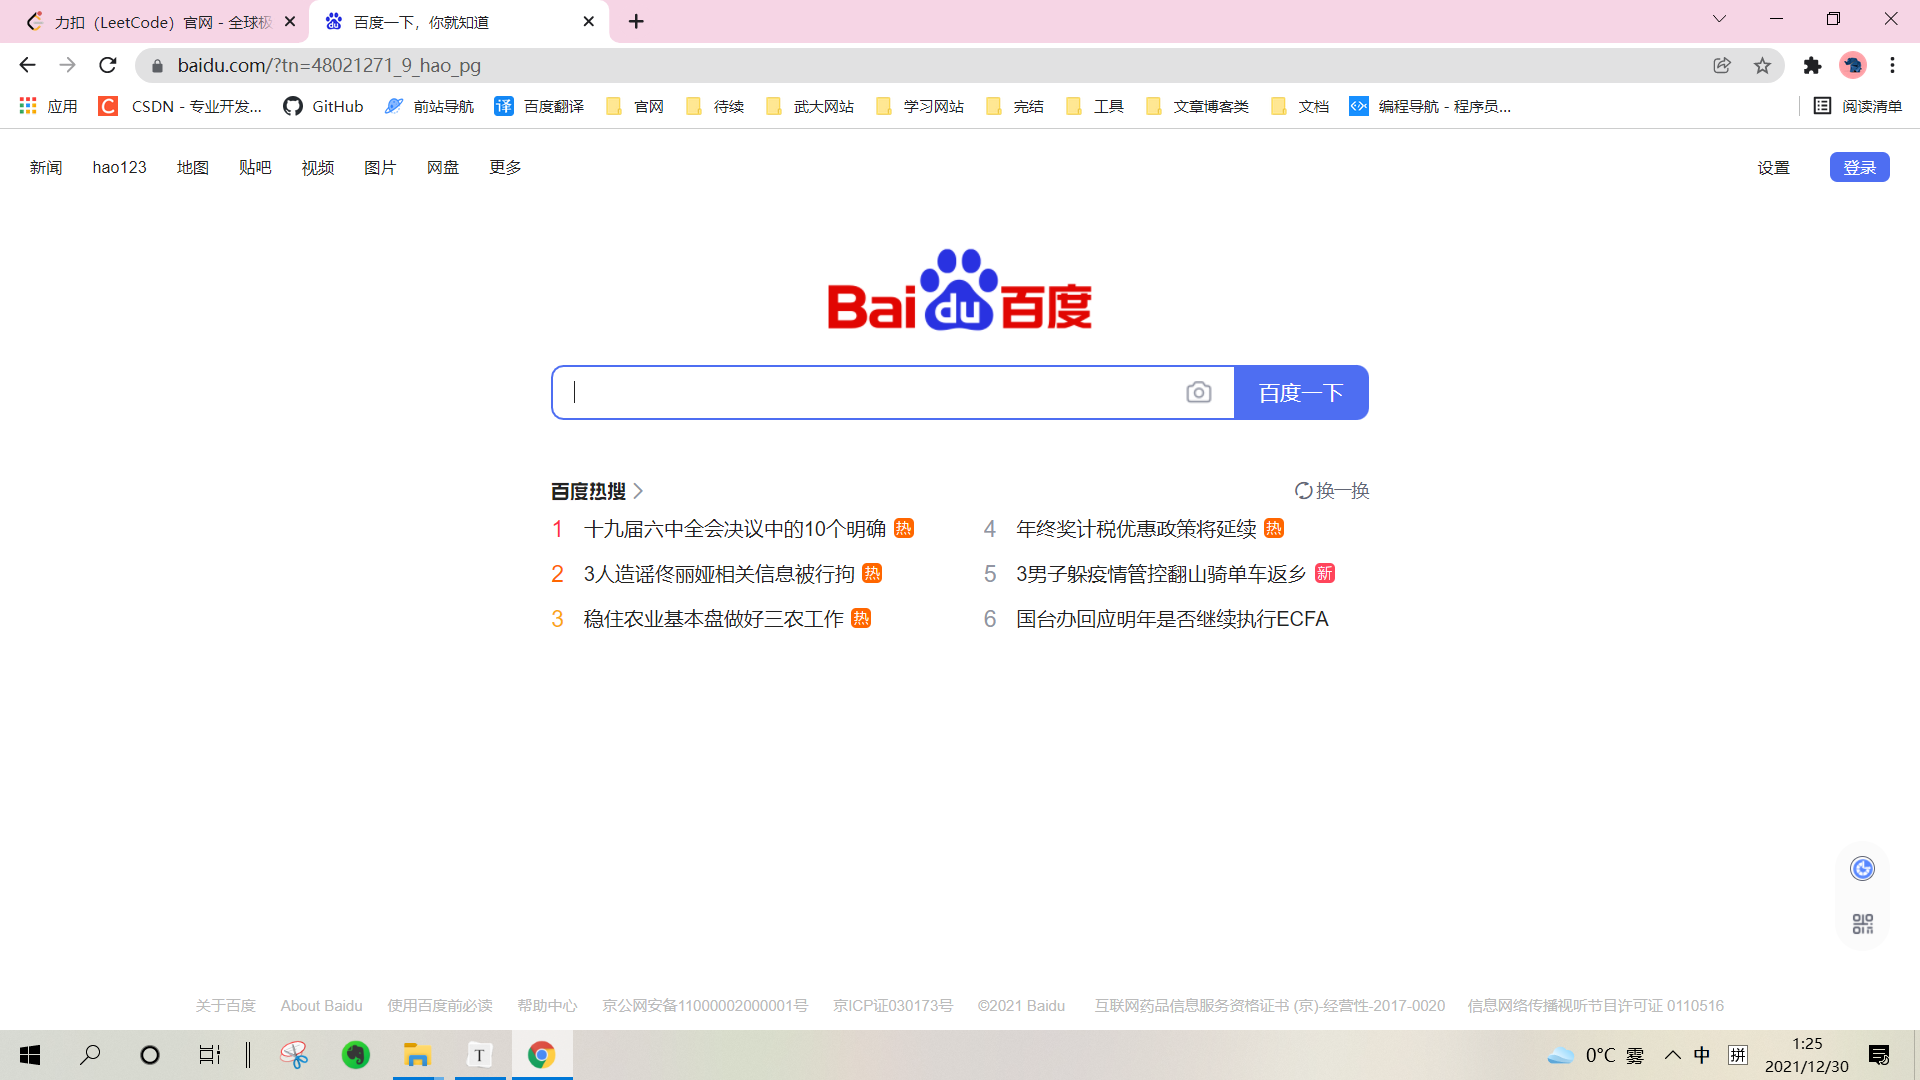 力扣（LeetCode）官网 - 全球极
百度一下，你就知道
baidu.com/?tn=48021271_9_hao_pg
应用
CSDN - 专业开发...
GitHub
前站导航
译 百度翻译
官网
待续
武大网站
学习网站
完结
工具
文章博客类
文档
编程导航 - 程序员...
阅读清单
新闻
hao123
地图
贴吧
视频
图片
网盘
更多
设置
登录
Bai du 百度
百度一下
百度热搜
换一换
1 十九届六中全会决议中的10个明确 热
2 3人造谣佟丽娅相关信息被行拘 热
3 稳住农业基本盘做好三农工作 热
4 年终奖计税优惠政策将延续 热
5 3男子躲疫情管控翻山骑单车返乡 新
6 国台办回应明年是否继续执行ECFA
关于百度
About Baidu
使用百度前必读
帮助中心
京公网安备11000002000001号
京ICP证030173号
©2021 Baidu
互联网药品信息服务资格证书 (京)-经营性-2017-0020
信息网络传播视听节目许可证 0110516
T
0°C 雾
中
拼
1:25
2021/12/30